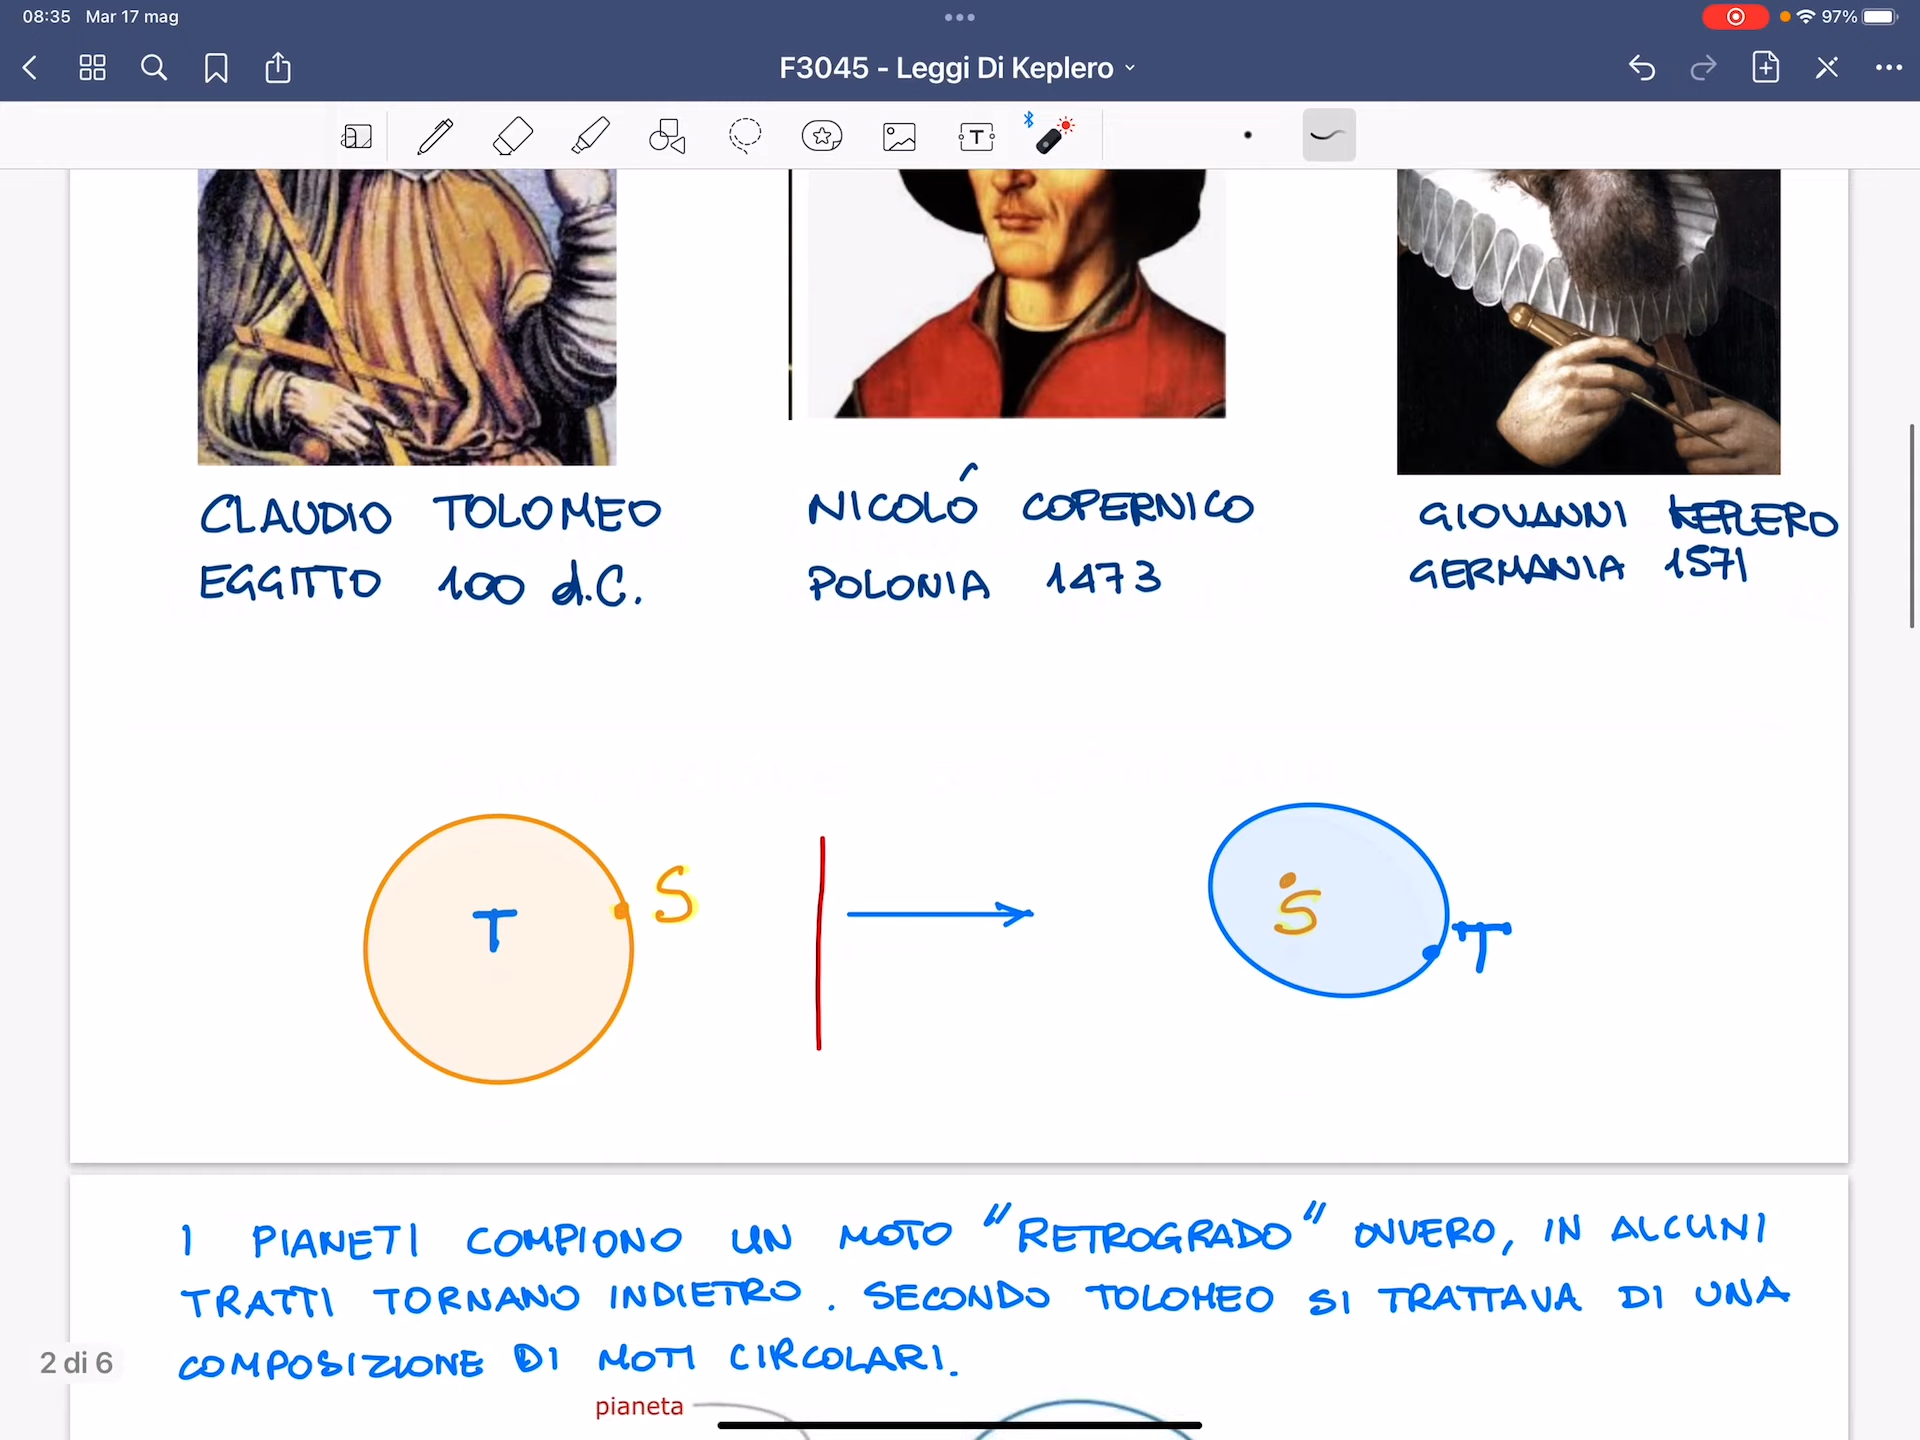 08:35 Mar 17 mag
97%
F3045 - Leggi Di Keplero
CLAUDIO TOLOMEO
EGGITTO 100 d.C.
NICOLÓ COPERNICO
POLONIA 1473
GIOVANNI KEPLERO
GERMANIA 1571
T S
S T
I PIANETI COMPIONO UN MOTO "RETROGRADO" OVVERO, IN ALCUNI
TRATTI TORNANO INDIETRO. SECONDO TOLOMEO SI TRATTAVA DI UNA
COMPOSIZIONE DI MOTI CIRCOLARI.
2 di 6
pianeta